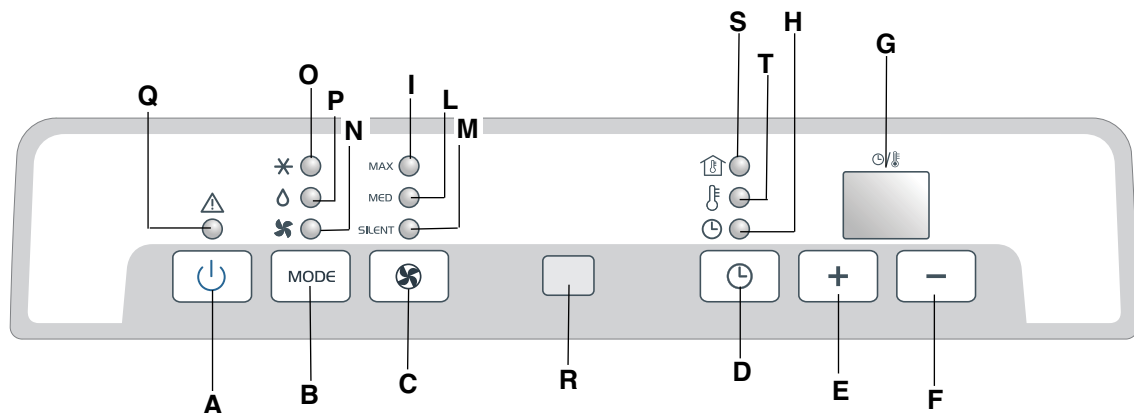 S H G
O I T
Q P L
N M
MAX
MED
SILENT
MODE
R D
A B C E F